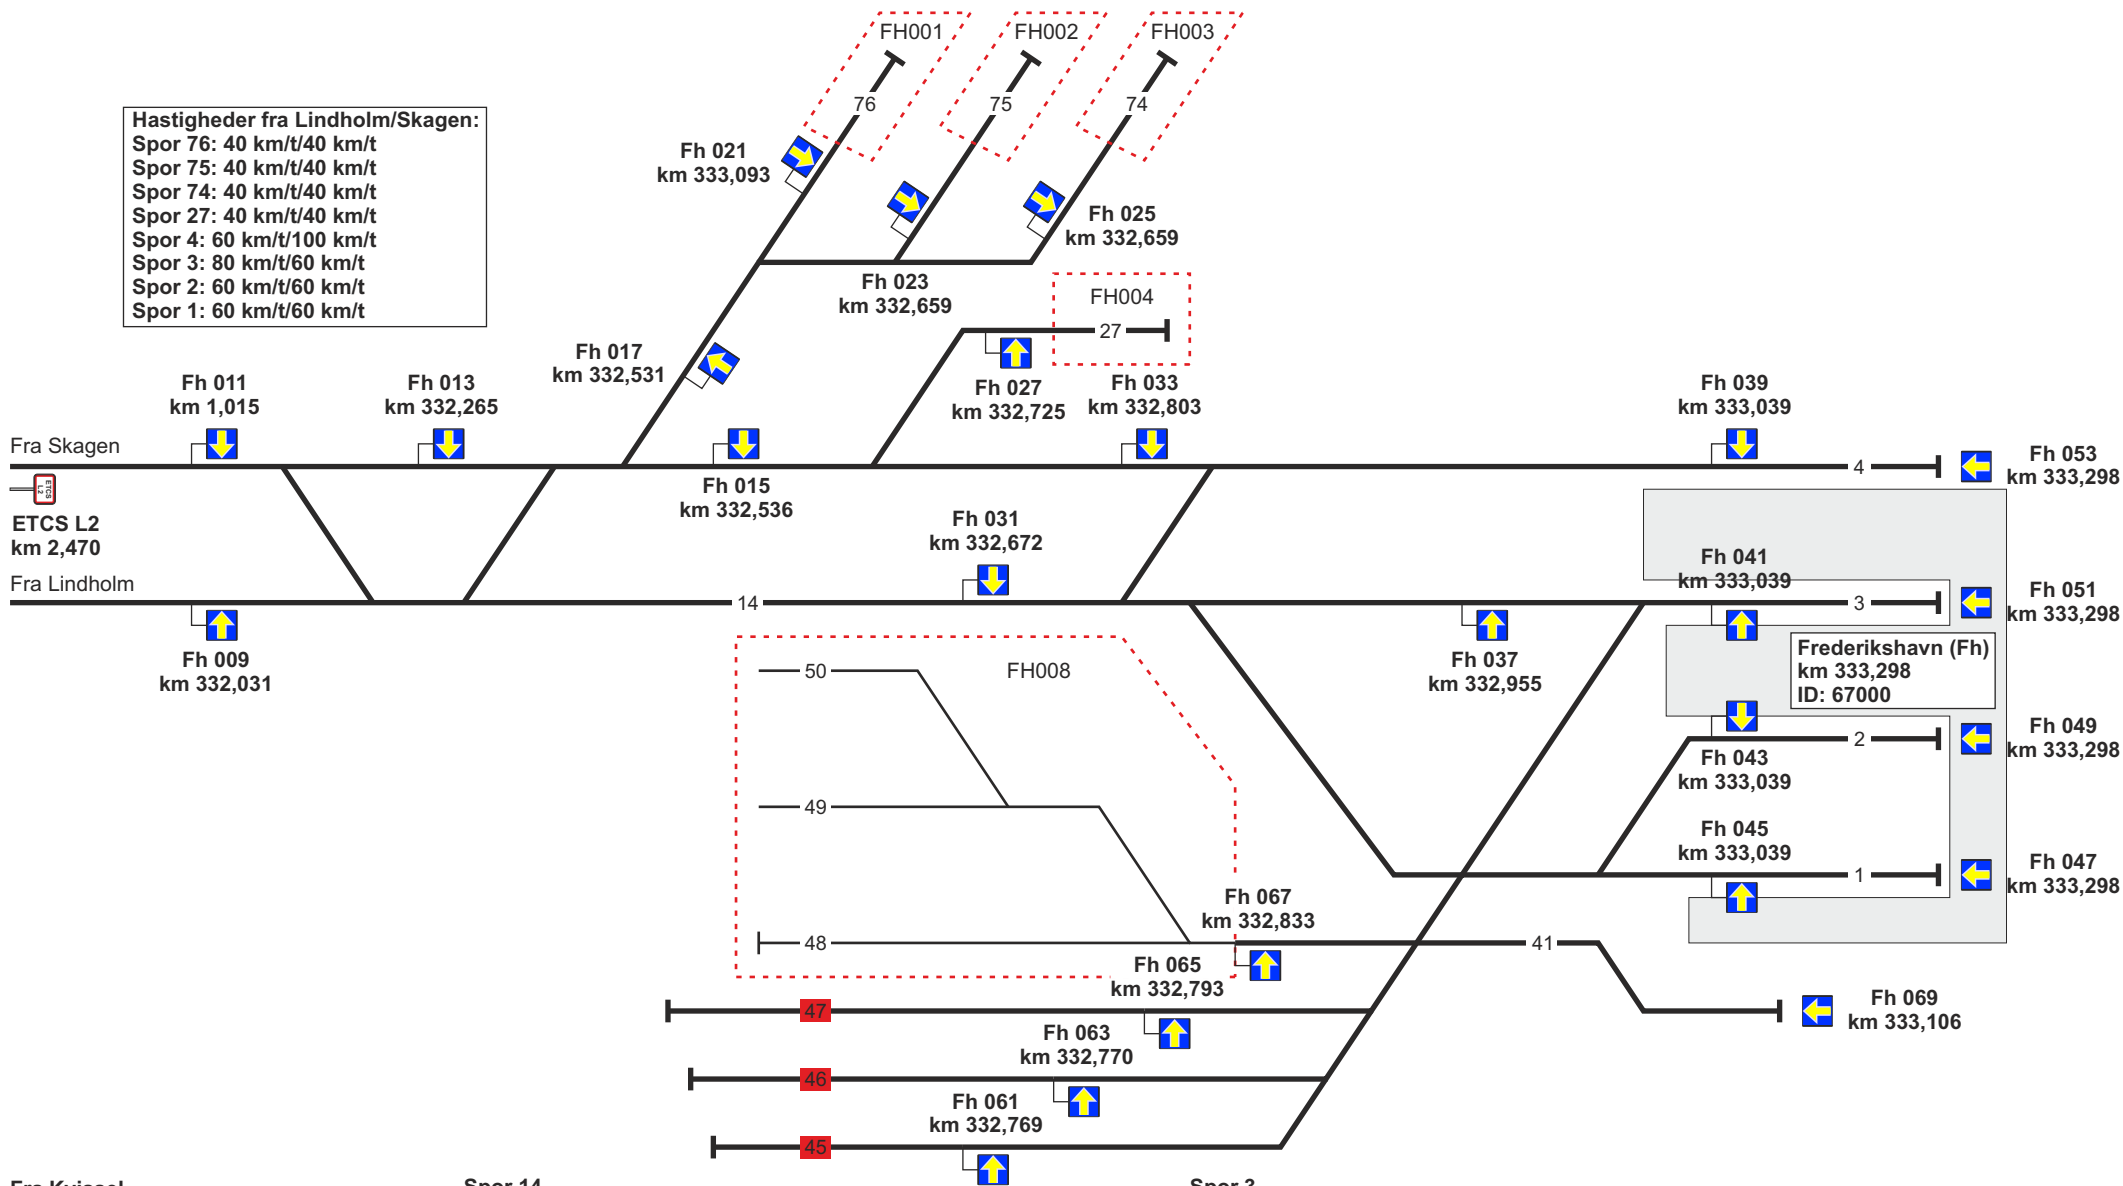 FH001
FH002
FH003
76
75
74
Hastigheder fra Lindholm/Skagen:
Spor 76: 40 km/t/40 km/t
Spor 75: 40 km/t/40 km/t
Spor 74: 40 km/t/40 km/t
Spor 27: 40 km/t/40 km/t
Spor 4: 60 km/t/100 km/t
Spor 3: 80 km/t/60 km/t
Spor 2: 60 km/t/60 km/t
Spor 1: 60 km/t/60 km/t
Fh 021
km 333,093
Fh 025
km 332,659
Fh 023
km 332,659
FH004
27
Fh 017
km 332,531
Fh 011
km 1,015
Fh 013
km 332,265
Fh 027
km 332,725
Fh 033
km 332,803
Fh 039
km 333,039
Fra Skagen
4
Fh 053
km 333,298
ETCS
L2
ETCS L2
km 2,470
Fh 015
km 332,536
Fh 031
km 332,672
Fh 041
km 333,039
Fra Lindholm
14
3
Fh 051
km 333,298
Fh 009
km 332,031
Fh 037
km 332,955
Frederikshavn (Fh)
km 333,298
ID: 67000
50
FH008
2
Fh 049
km 333,298
Fh 043
km 333,039
49
Fh 045
km 333,039
1
Fh 047
km 333,298
Fh 067
km 332,833
48
41
Fh 065
km 332,793
47
Fh 069
km 333,106
Fh 063
km 332,770
46
Fh 061
km 332,769
45
Spor 14
Spor 3